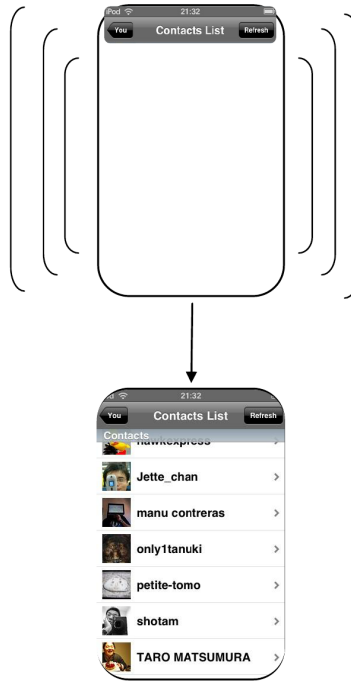 iPod 21:32
You Contacts List Refresh
21:32
You Contacts List Refresh
Contacts
hawkexpress
Jette_chan
manu contreras
only1tanuki
petite-tomo
shotam
TARO MATSUMURA